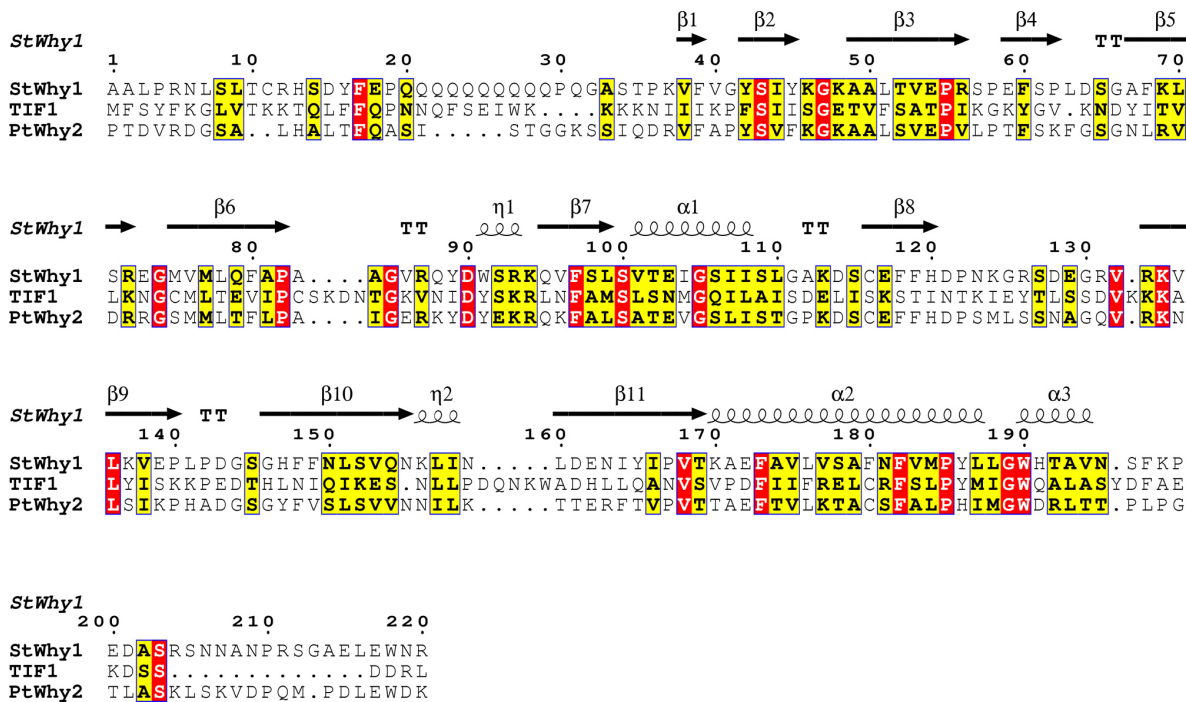 β1 β2 β3 β4 β5
StWhy1 TT
1 10 20 30 40 50 60 70
StWhy1 AALPRNLSLTCRHSDYFEPQQQQQQQQQQPQGASTPKVFVGYSIYKGKAALTVEPRSPEFSPLDSGAFKL
TIF1 MFSYFKGLVTKKTQLFFQPNNQFSEIWK....KKKNIIIKPFSIYSGETVFSATPIKGKYGV.KNDYITV
PtWhy2 PTDVRDGSA..LHALTFQASI.....STGGKSSIQDRVFAPYSVFKGKAALSVEPVLPTFSKFGSGNLRV
β6 η1 β7 α1 β8
StWhy1 TT TT
80 90 100 110 120 130
StWhy1 SREGMVMLQFAPA....AGVRQYDWSRKQVFSLSVTEIGSIISLGAKDSCEFFHDPNKGRSDEGRV.RKV
TIF1 LKNGCMLTEVIPCSKDNTGKVNIDYSKRLNFAMSLSNMGQILAISDELISKSTINTKIEYTLSSDVKKKA
PtWhy2 DRRGSMMLTFLPA....IGERKYDYEKRQKFALSATEVGSLISTGPKDSCEFFHDPSMLSSNAGQV.RKN
β9 β10 η2 β11 α2 α3
StWhy1 TT
140 150 160 170 180 190
StWhy1 LKVEPLPDGSGHFFNLSVQNKLIN.....LDENIYIPVTKAEFAVLVSAFNFVMPYLLGWHTAVN.SFKP
TIF1 LYISKKPEDTHLNIQIKES.NLLPDQNKWADHLLQANVSVPDFIIFRELCRFSLPYMIGWQALASYDFAE
PtWhy2 LSIKPHADGSGYFVSLSVVNNILK.....TTERFTVPVTTAEFTVLKTACSFALPHIMGWDRLTT.PLPG
StWhy1
200 210 220
StWhy1 EDASRSNNANPRSGAELEWNR
TIF1 KDSS.............DDRL
PtWhy2 TLASKLSKVDPQM.PDLEWDK